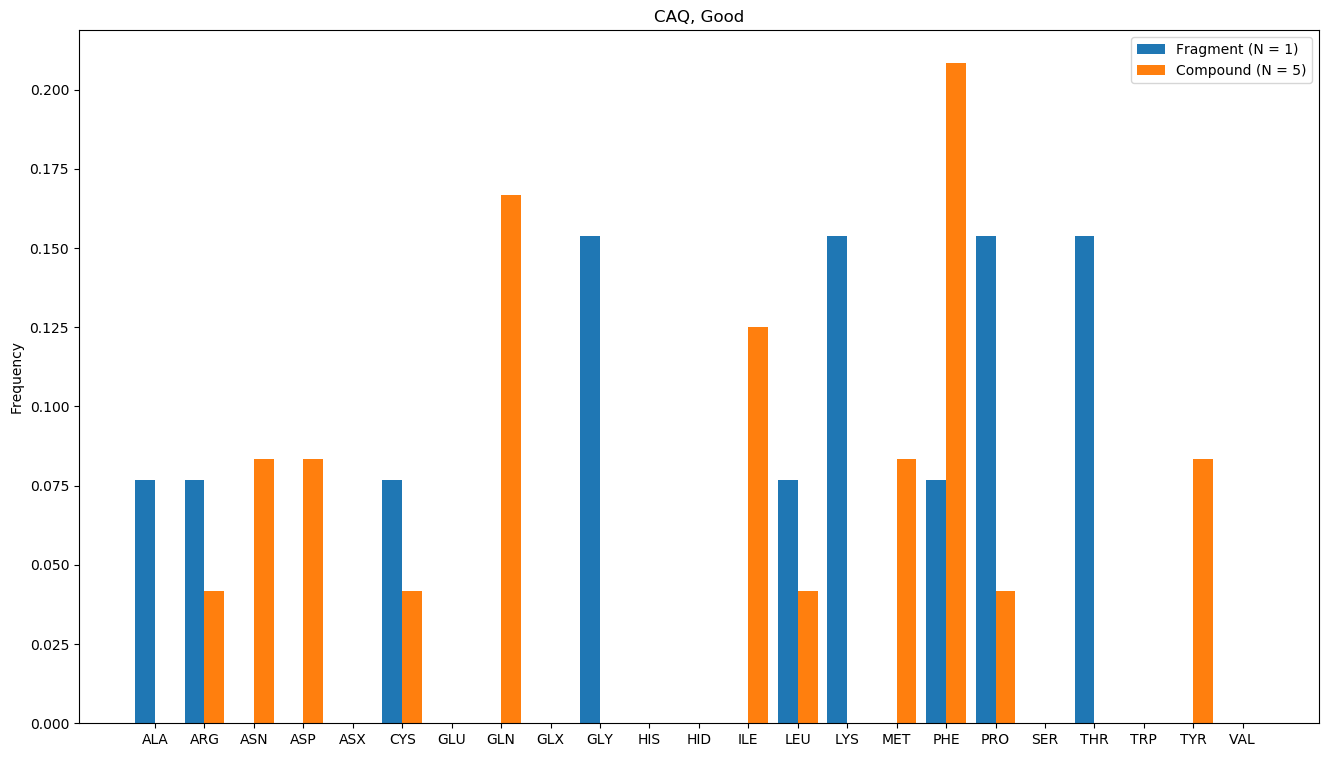 CAQ, Good
Fragment (N = 1)
Compound (N = 5)
Frequency
0.200
0.175
0.150
0.125
0.100
0.075
0.050
0.025
0.000
ALA ARG ASN ASP ASX CYS GLU GLN GLX GLY HIS HID ILE LEU LYS MET PHE PRO SER THR TRP TYR VAL